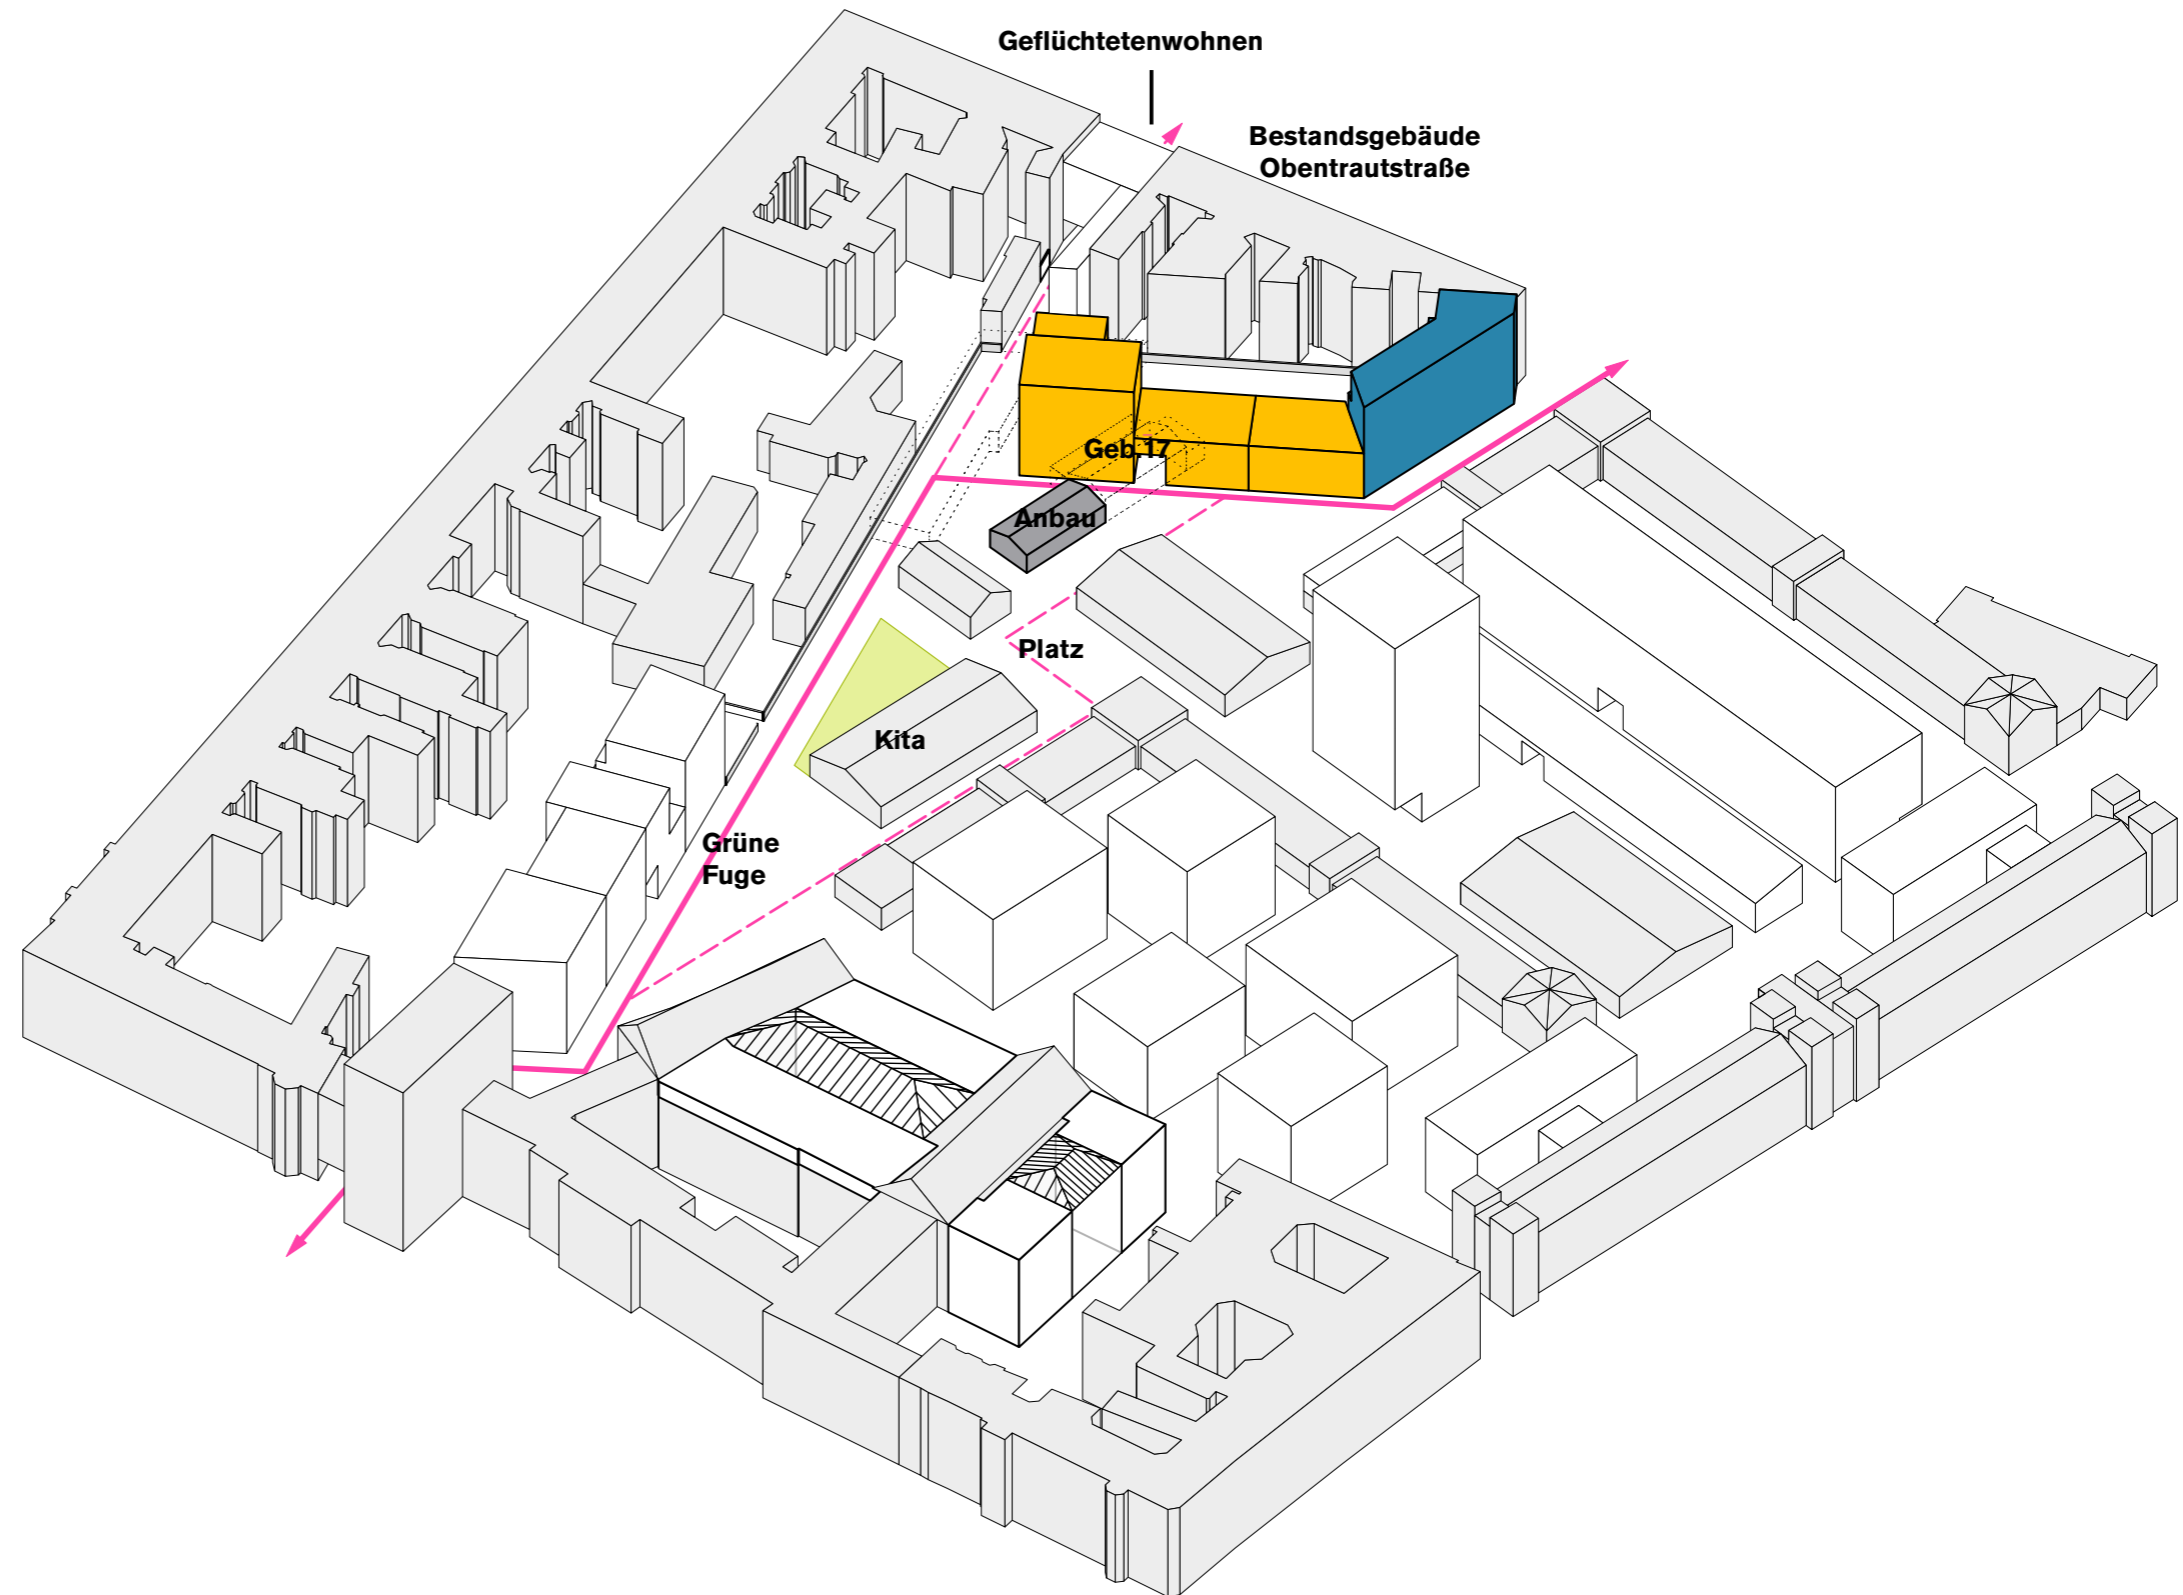 Geflüchtetenwohnen
Bestandsgebäude
Obentrautstraße
Geb.17
Anbau
Platz
Kita
Grüne
Fuge